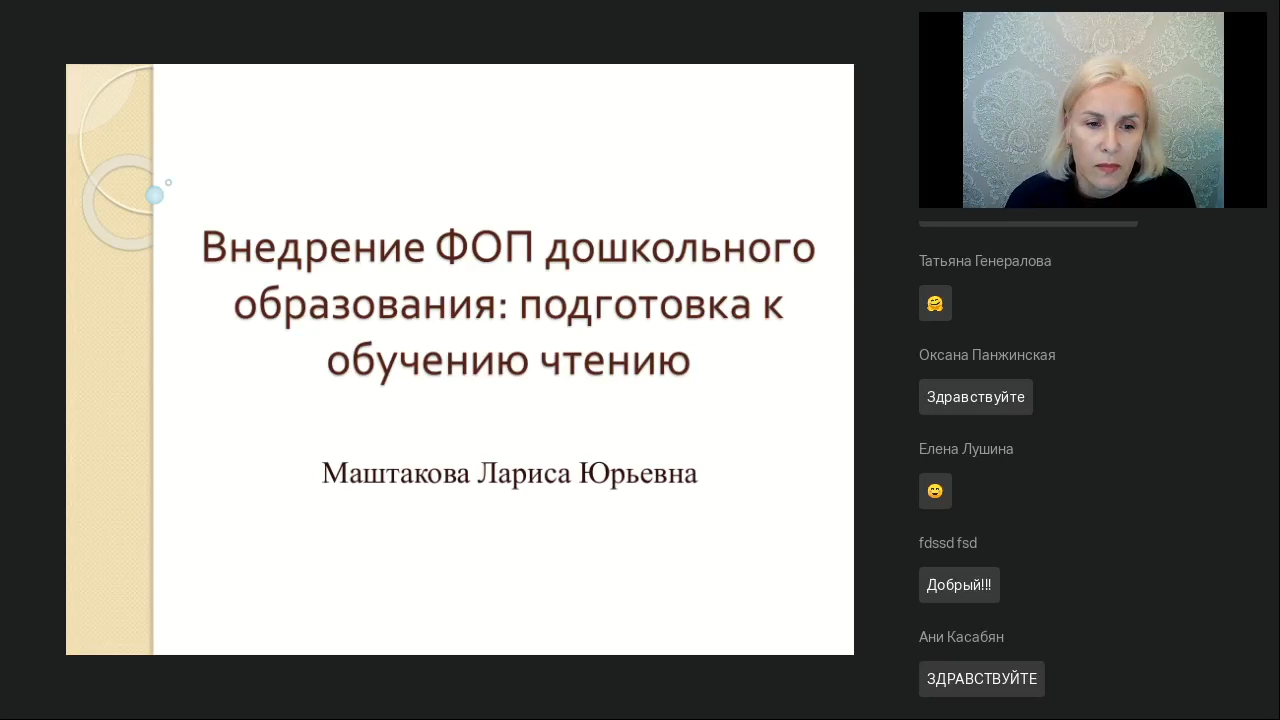 Внедрение ФОП дошкольного
образования: подготовка к
обучению чтению
Маштакова Лариса Юрьевна
Татьяна Генералова
🤗
Оксана Панжинская
Здравствуйте
Елена Лушина
😊
fdssd fsd
Добрый!!!
Ани Касабян
ЗДРАВСТВУЙТЕ